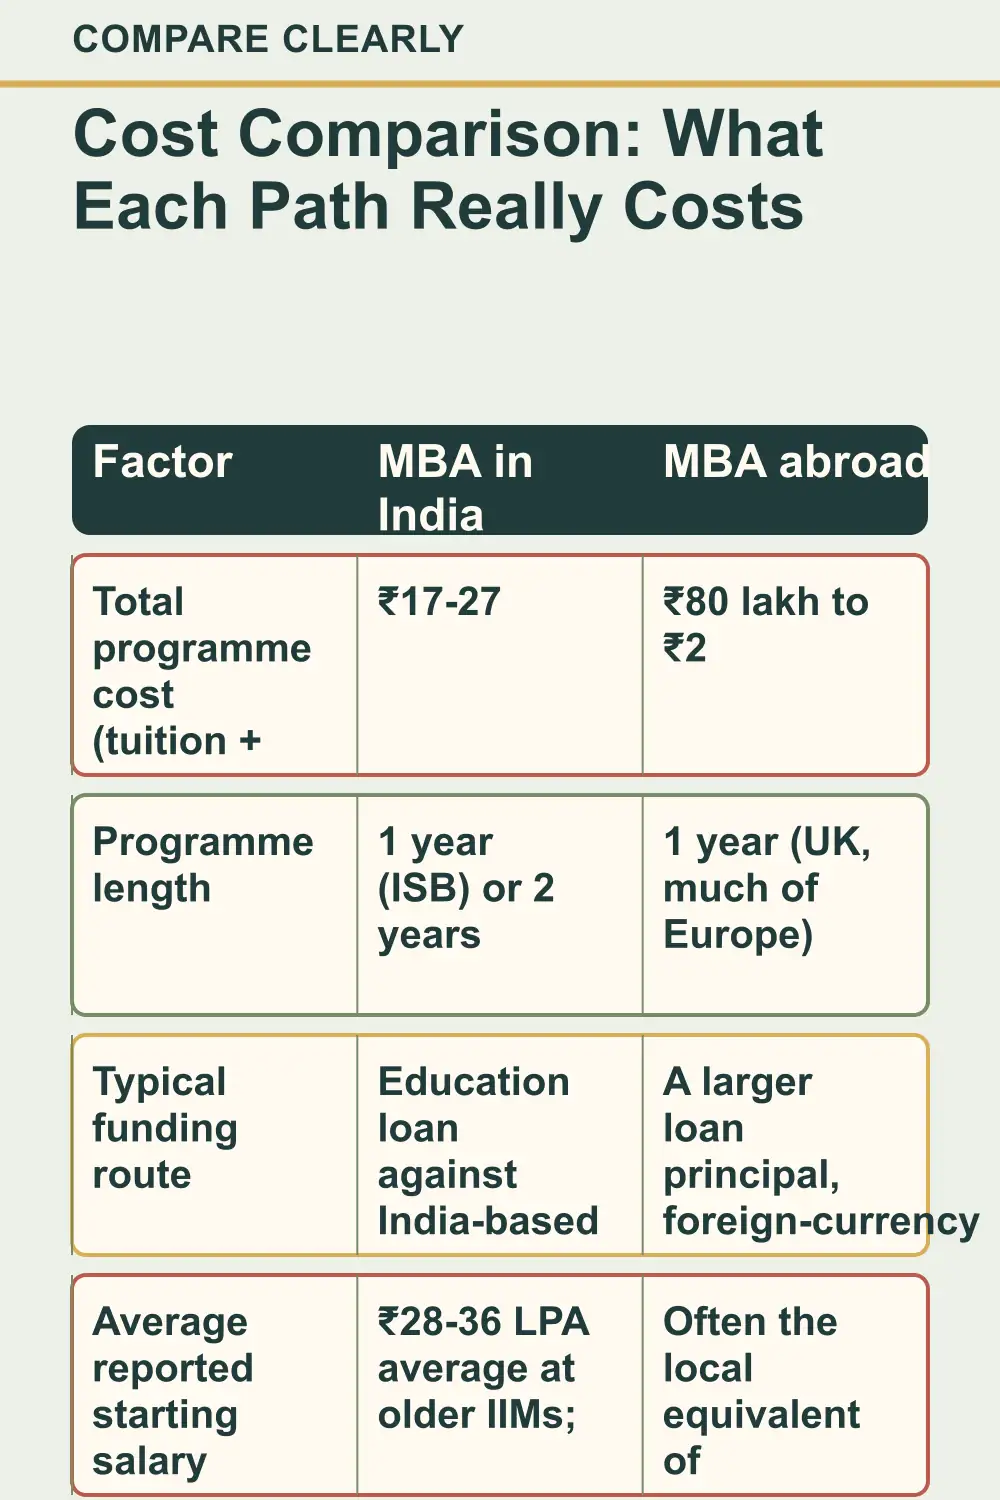 COMPARE CLEARLY
Cost Comparison: What
Each Path Really Costs
Factor
MBA in
India
MBA abroad
Total
programme
cost
(tuition +
₹17-27
₹80 lakh to
₹2
Programme
length
1 year
(ISB) or 2
years
1 year (UK,
much of
Europe)
Typical
funding
route
Education
loan
against
India-based
A larger
loan
principal,
foreign-currency
Average
reported
starting
salary
₹28-36 LPA
average at
older IIMs;
Often the
local
equivalent
of